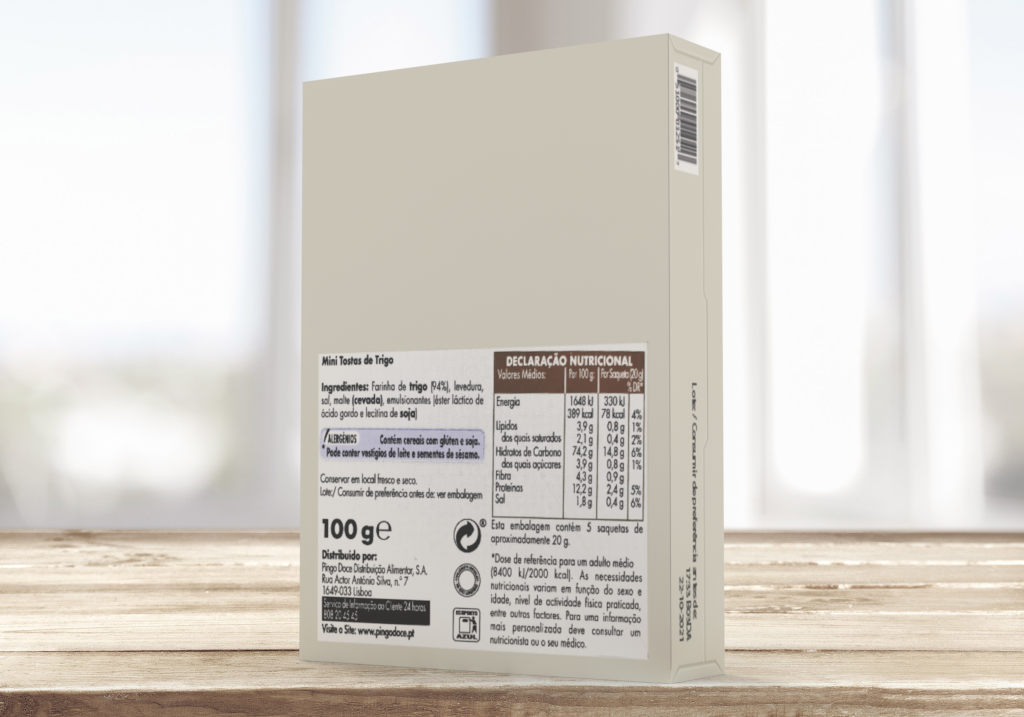 Mini Tostas de Trigo
Ingredientes: Farinha de trigo (94%), levedura,
sal, malte (cevada), emulsionantes (éster láctico de
ácido gordo e lecitina de soja)
ALERGÉNIOS Contém cereais com glúten e soja.
* Pode conter vestígios de leite e sementes de sésamo.
Conservar em local fresco e seco.
Lote:/ Consumir de preferência antes de: ver embalagem
100 g e
Distribuído por:
Pingo Doce Distribuição Alimentar, S.A.
Rua Actor António Silva, n.º 7
1649-033 Lisboa
Serviço de Informação ao Cliente 24 horas
808 20 45 45
Visite o Site: www.pingodoce.pt
®
DEPOSITE
AZUL
DECLARAÇÃO NUTRICIONAL
Valores Médios: Por 100 g: Por Saqueta (20 g)
% DR*
Energia 1648 kJ 330 kJ
389 kcal 78 kcal 4%
Lípidos 3,9 g 0,8 g 1%
dos quais saturados 2,1 g 0,4 g 2%
Hidratos de Carbono 74,2 g 14,8 g 6%
dos quais açúcares 3,9 g 0,8 g 1%
Fibra 4,3 g 0,9 g
Proteínas 12,2 g 2,4 g 5%
Sal 1,8 g 0,4 g 6%
Esta embalagem contém 5 saquetas de
aproximadamente 20 g.
*Dose de referência para um adulto médio
(8400 kJ/2000 kcal). As necessidades
nutricionais variam em função do sexo e
idade, nível de actividade física praticada,
entre outros factores. Para uma informação
mais personalizada deve consultar um
nutricionista ou o seu médico.
Lote:/ Consumir de preferência antes de:
22-10-2021